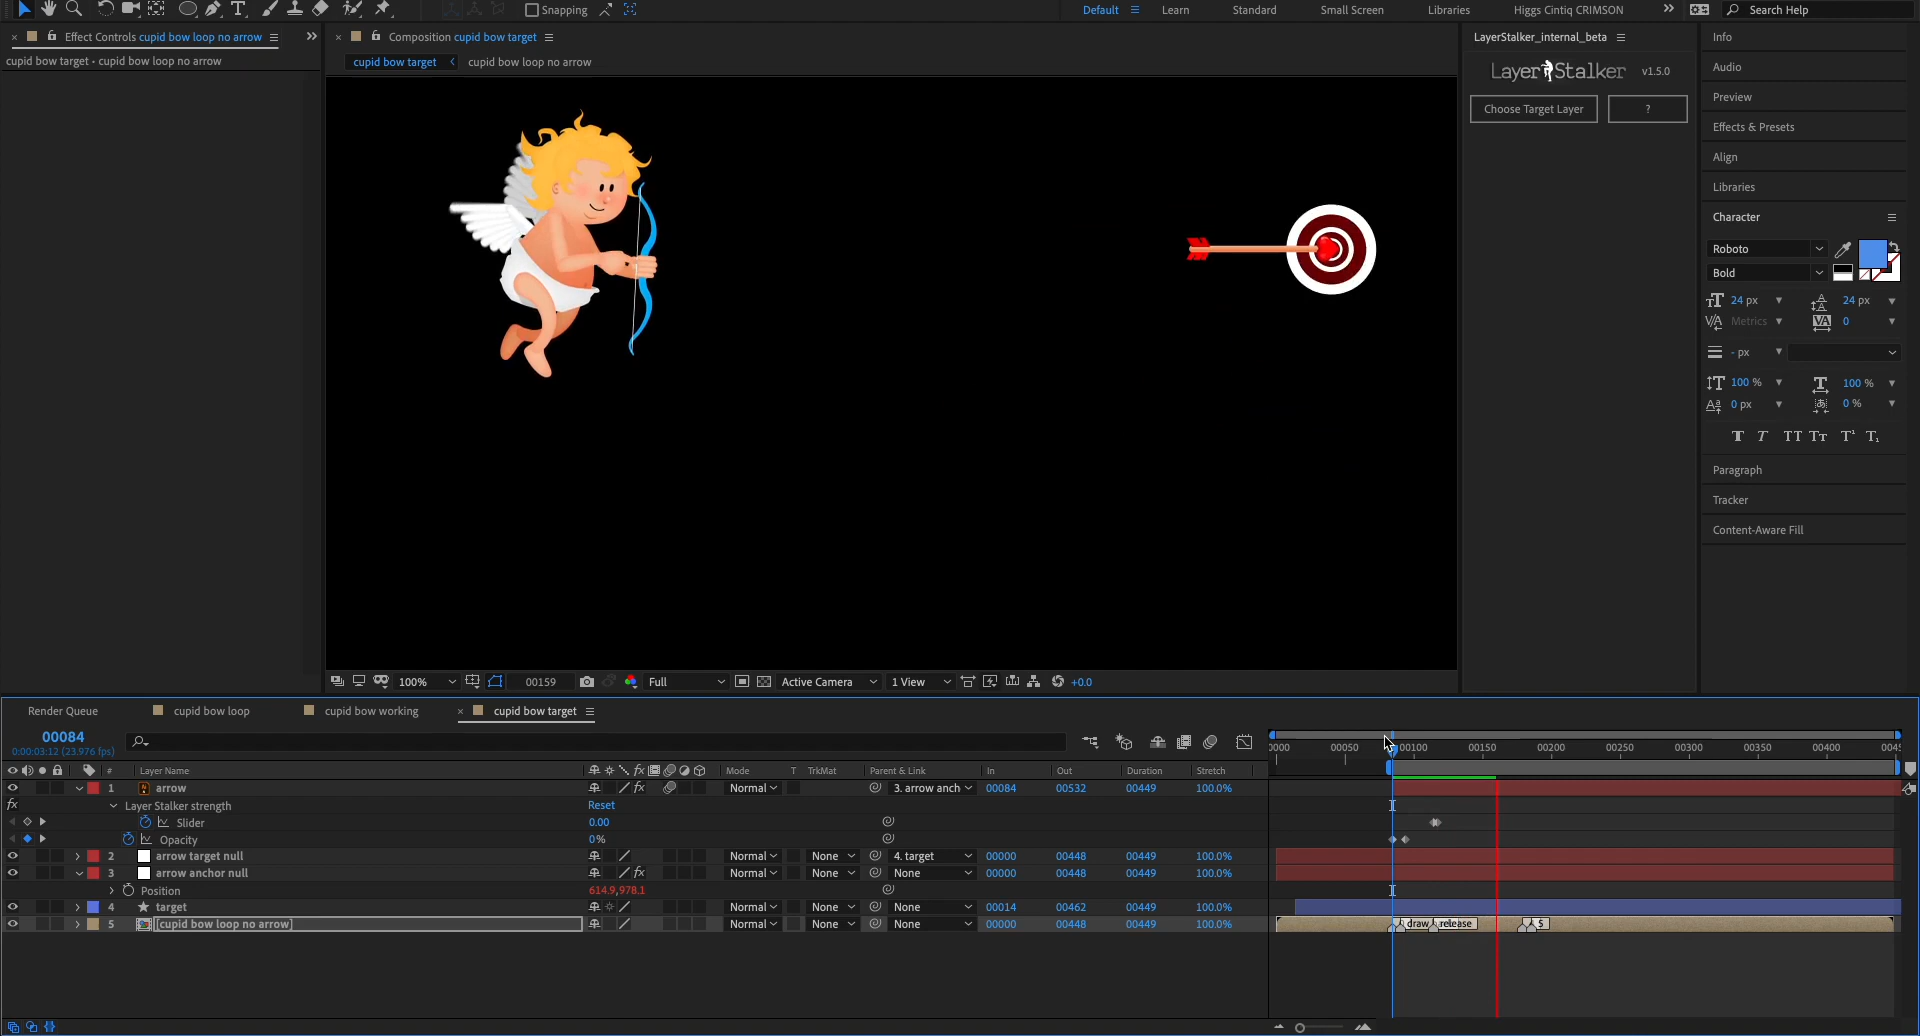 Snapping
Default
Learn
Standard
Small Screen
Libraries
Higgs Cintiq CRIMSON
Search Help
Effect Controls cupid bow loop no arrow
cupid bow target • cupid bow loop no arrow
Composition cupid bow target
cupid bow target
cupid bow loop no arrow
LayerStalker_internal_beta
Layer Stalker v1.5.0
Choose Target Layer
?
Info
Audio
Preview
Effects & Presets
Align
Libraries
Character
Roboto
Bold
24 px
24 px
Metrics
0
- px
100 %
100 %
0 px
0 %
Paragraph
Tracker
Content-Aware Fill
100%
00159
Full
Active Camera
1 View
+0.0
Render Queue
cupid bow loop
cupid bow working
cupid bow target
00084
0:00:03:12 (23.976 fps)
0000 00050 00100 00150 00200 00250 00300 00350 00400 0045
# Layer Name fx Mode T TrkMat Parent & Link In Out Duration Stretch
1 arrow fx Normal 3. arrow anch 00084 00532 00449 100.0%
fx Layer Stalker strength Reset
Slider 0.00
Opacity 0%
2 arrow target null Normal None 4. target 00000 00448 00449 100.0%
3 arrow anchor null fx Normal None None 00000 00448 00449 100.0%
Position 614.9,978.1
4 target Normal None None 00014 00462 00449 100.0%
5 [cupid bow loop no arrow] Normal None None 00000 00448 00449 100.0%
draw release